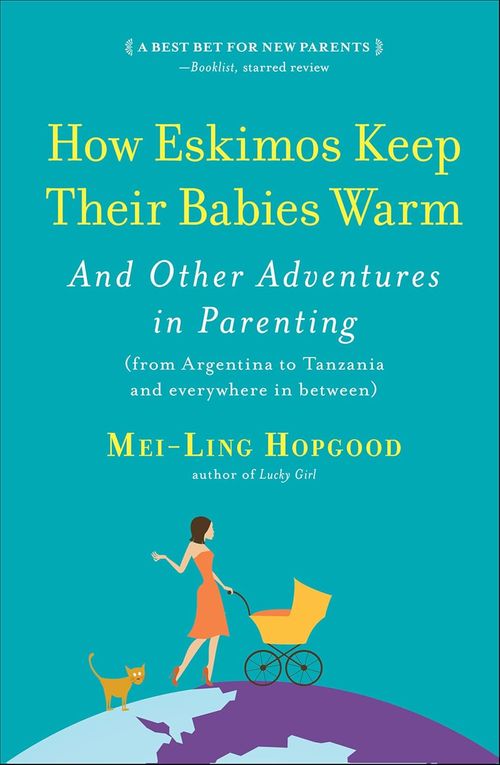 A BEST BET FOR NEW PARENTS
—Booklist, starred review
How Eskimos Keep
Their Babies Warm
And Other Adventures
in Parenting
(from Argentina to Tanzania
and everywhere in between)
MEI-LING HOPGOOD
author of Lucky Girl